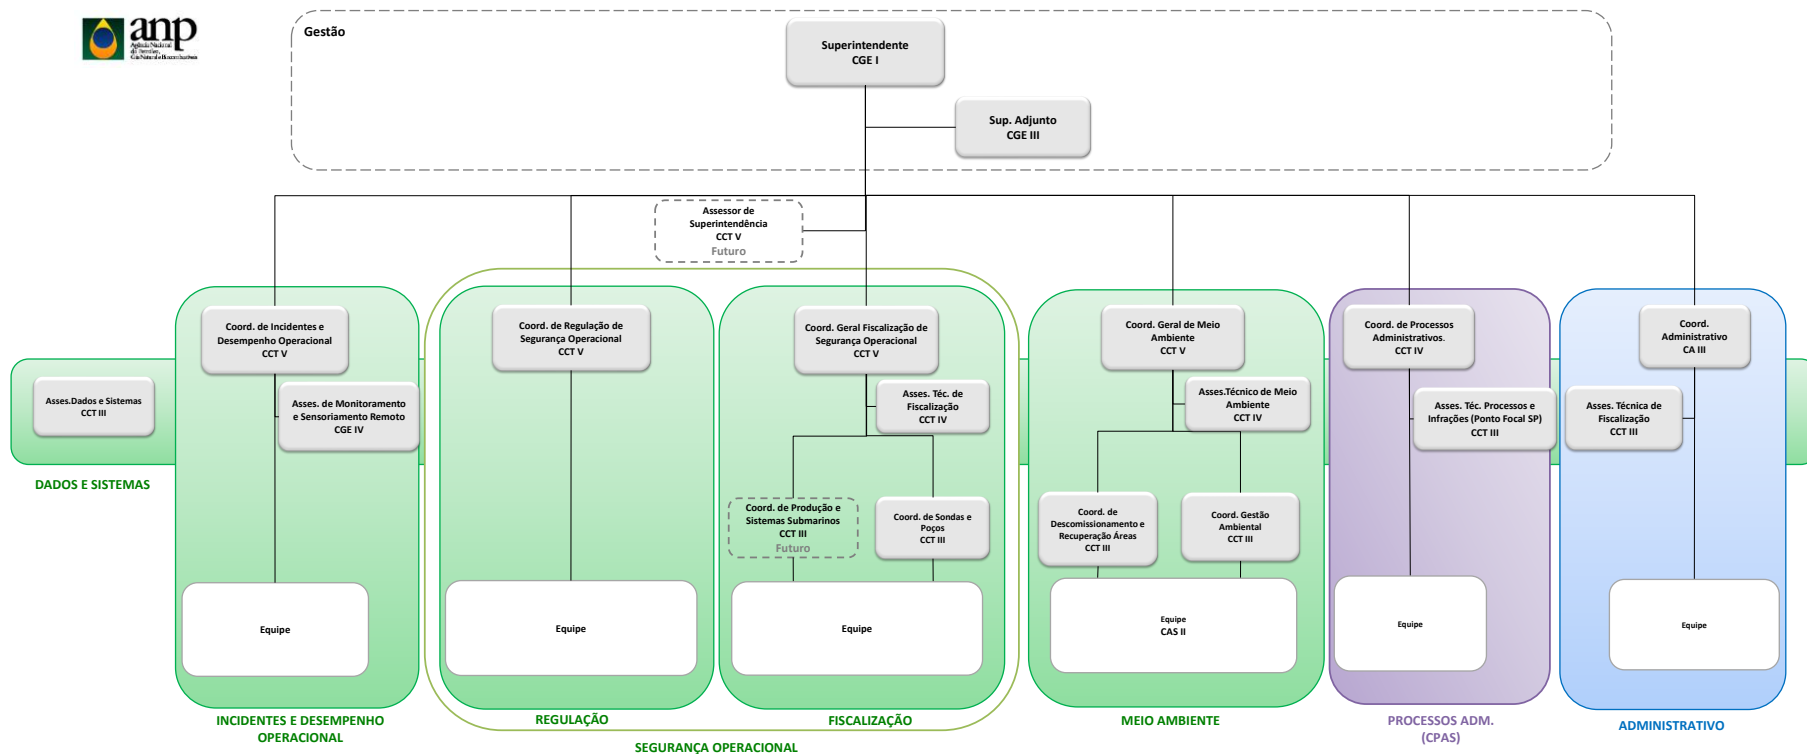 anp
Agência Nacional
do Petróleo,
Gás Natural e Biocombustíveis
Gestão
Superintendente
CGE I
Sup. Adjunto
CGE III
Assessor de
Superintendência
CCT V
Futuro
Coord. de Incidentes e
Desempenho Operacional
CCT V
Coord. de Regulação de
Segurança Operacional
CCT V
Coord. Geral Fiscalização de
Segurança Operacional
CCT V
Coord. Geral de Meio
Ambiente
CCT V
Coord. de Processos
Administrativos.
CCT IV
Coord.
Administrativo
CA III
Asses.Dados e Sistemas
CCT III
Asses. de Monitoramento
e Sensoriamento Remoto
CGE IV
Asses. Téc. de
Fiscalização
CCT IV
Asses.Técnico de Meio
Ambiente
CCT IV
Asses. Téc. Processos e
Infrações (Ponto Focal SP)
CCT III
Asses. Técnica de
Fiscalização
CCT III
DADOS E SISTEMAS
Coord. de Produção e
Sistemas Submarinos
CCT III
Futuro
Coord. de Sondas e
Poços
CCT III
Coord. de
Descomissionamento e
Recuperação Áreas
CCT III
Coord. Gestão
Ambiental
CCT III
Equipe
Equipe
Equipe
Equipe
CAS II
Equipe
Equipe
INCIDENTES E DESEMPENHO
OPERACIONAL
REGULAÇÃO
FISCALIZAÇÃO
SEGURANÇA OPERACIONAL
MEIO AMBIENTE
PROCESSOS ADM.
(CPAS)
ADMINISTRATIVO